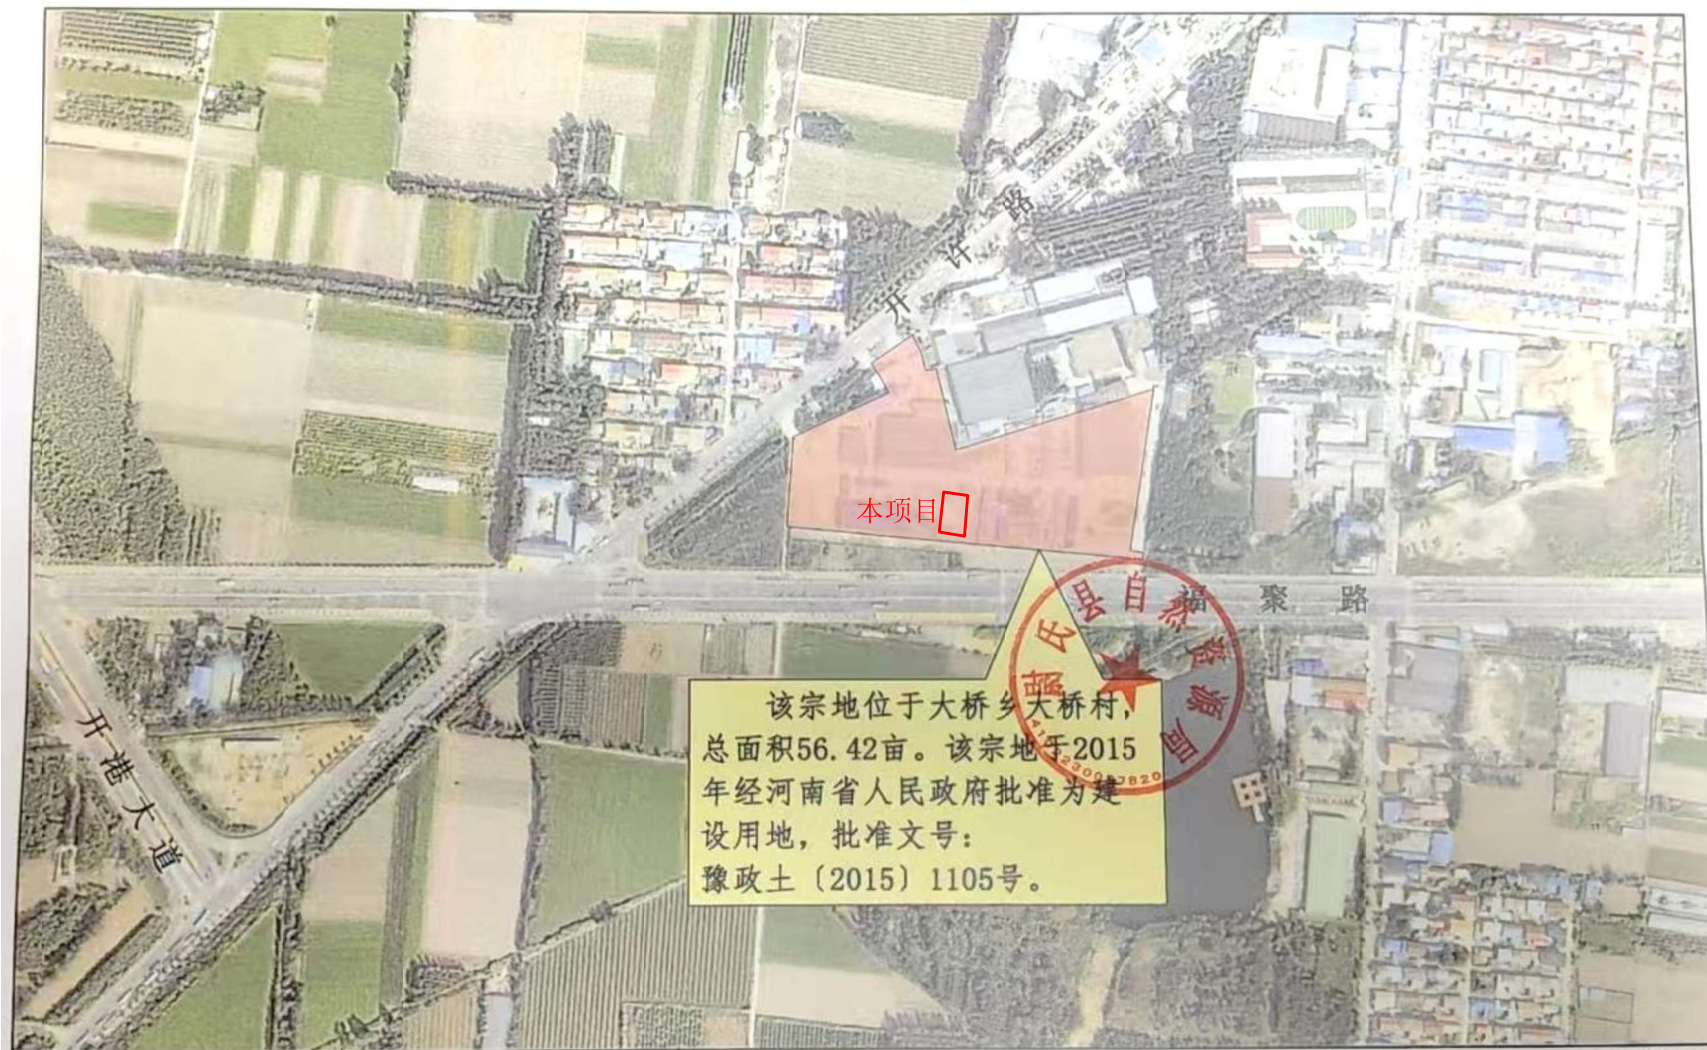 开许路
本项目
福聚路
尉氏县自然资源局
该宗地位于大桥乡大桥村,
总面积56.42亩。该宗地于2015
年经河南省人民政府批准为建
设用地，批准文号：
豫政土〔2015〕1105号。
开港大道